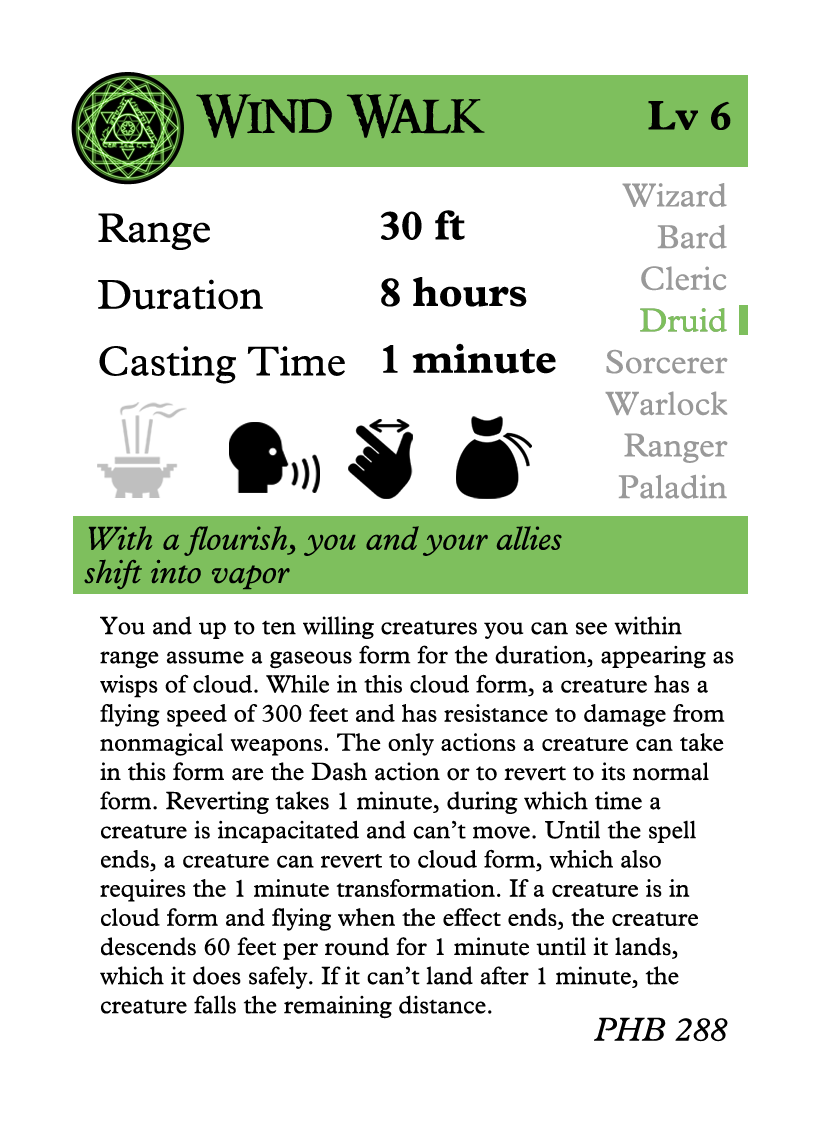 Wind Walk
Lv 6
Range 30 ft
Duration 8 hours
Casting Time 1 minute
Wizard
Bard
Cleric
Druid
Sorcerer
Warlock
Ranger
Paladin
With a flourish, you and your allies
shift into vapor
You and up to ten willing creatures you can see within
range assume a gaseous form for the duration, appearing as
wisps of cloud. While in this cloud form, a creature has a
flying speed of 300 feet and has resistance to damage from
nonmagical weapons. The only actions a creature can take
in this form are the Dash action or to revert to its normal
form. Reverting takes 1 minute, during which time a
creature is incapacitated and can’t move. Until the spell
ends, a creature can revert to cloud form, which also
requires the 1 minute transformation. If a creature is in
cloud form and flying when the effect ends, the creature
descends 60 feet per round for 1 minute until it lands,
which it does safely. If it can’t land after 1 minute, the
creature falls the remaining distance.
PHB 288